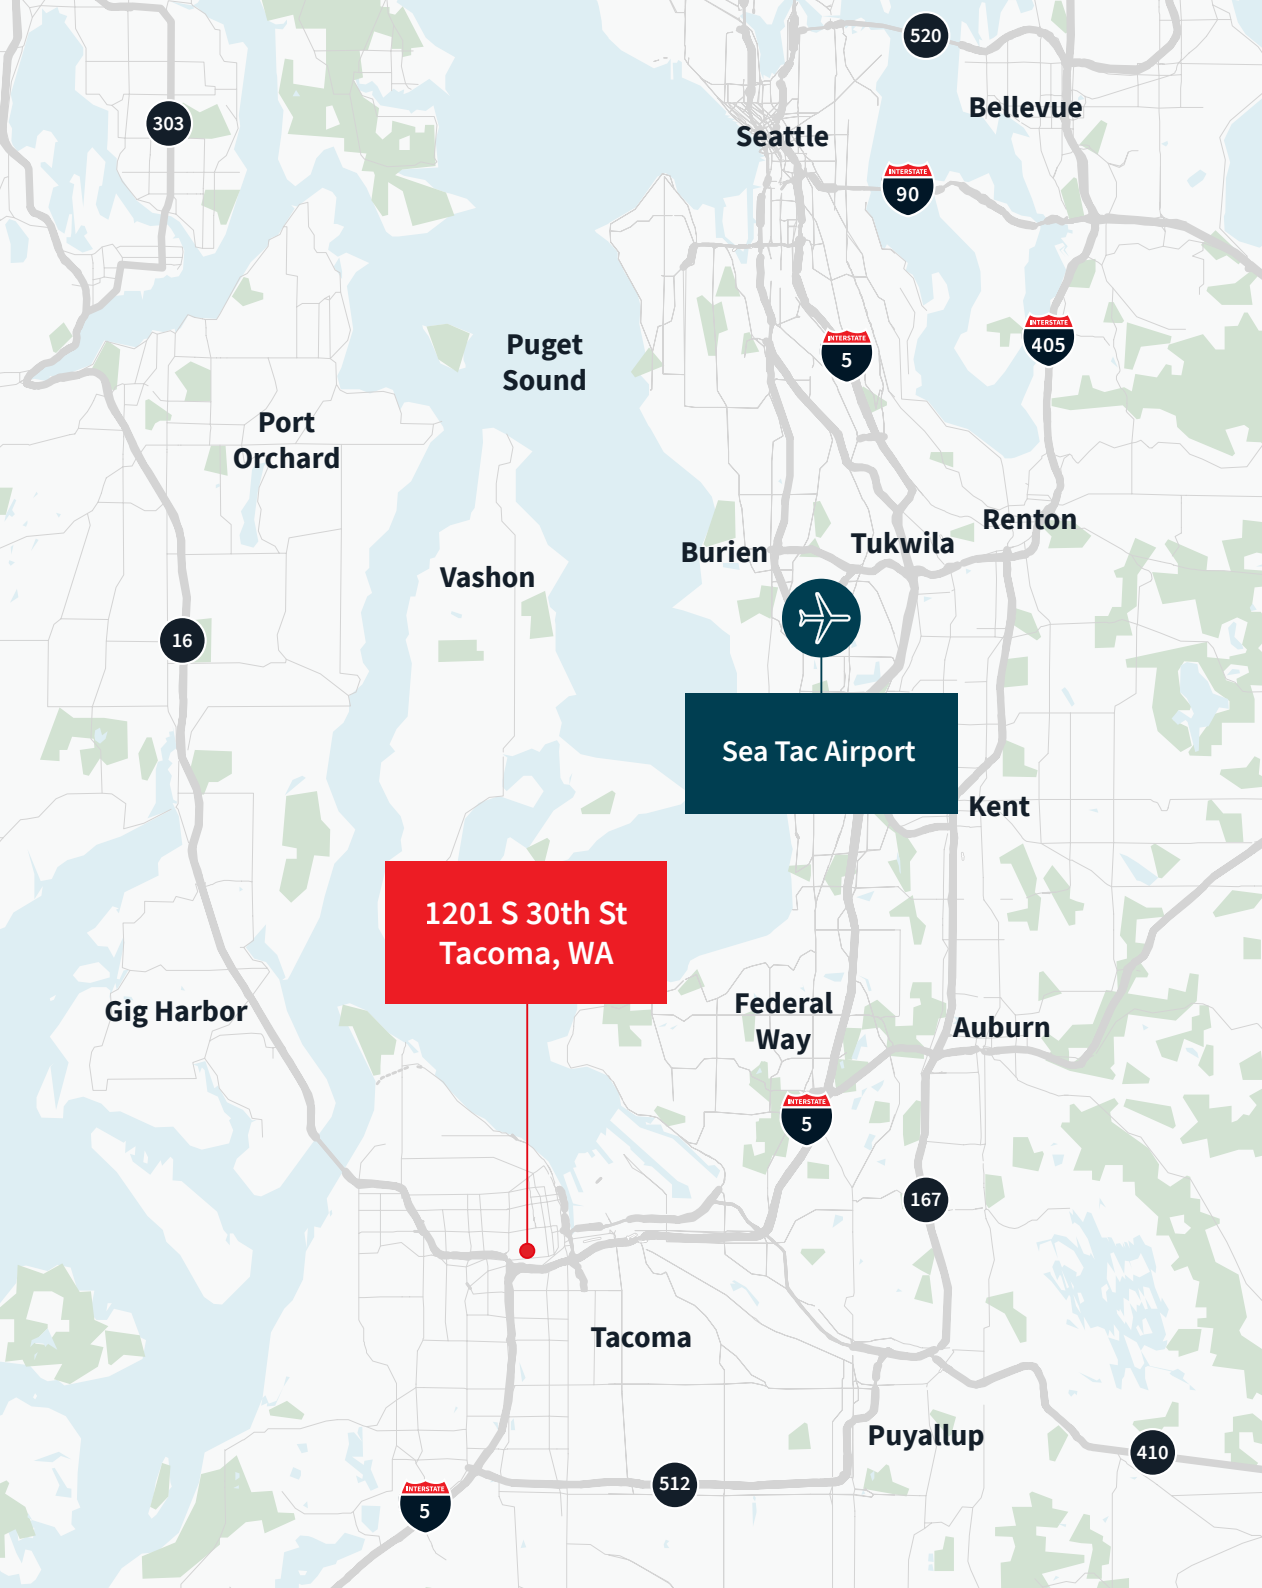 520
Bellevue
303
Seattle
INTERSTATE
90
INTERSTATE
405
INTERSTATE
5
Puget
Sound
Port
Orchard
Renton
Tukwila
Burien
Vashon
16
Sea Tac Airport
Kent
1201 S 30th St
Tacoma, WA
Gig Harbor
Federal
Way
Auburn
INTERSTATE
5
167
Tacoma
Puyallup
410
512
INTERSTATE
5